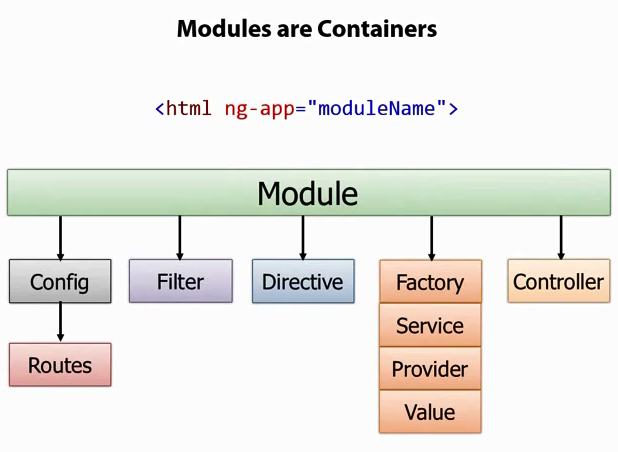 Modules are Containers
<html ng-app="moduleName">
Module
Config
Filter
Directive
Factory
Controller
Service
Routes
Provider
Value